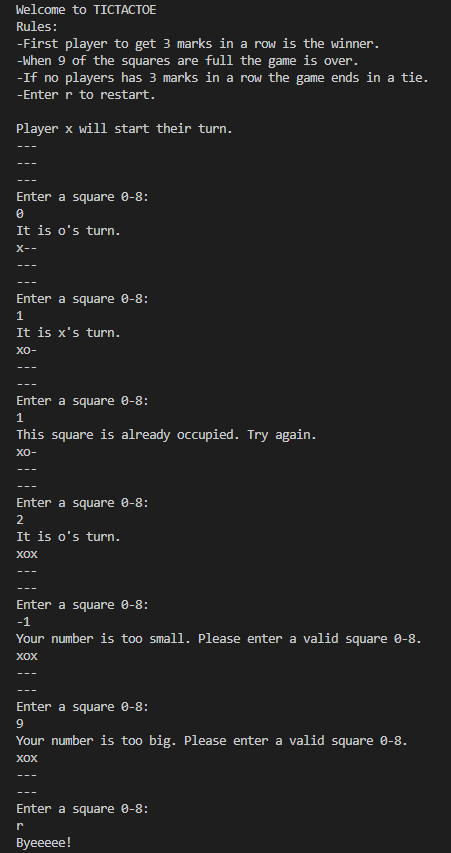 Welcome to TICTACTOE
Rules:
-First player to get 3 marks in a row is the winner.
-When 9 of the squares are full the game is over.
-If no players has 3 marks in a row the game ends in a tie.
-Enter r to restart.

Player x will start their turn.
---
---
---
Enter a square 0-8:
0
It is o's turn.
x--
---
---
Enter a square 0-8:
1
It is x's turn.
xo-
---
---
Enter a square 0-8:
1
This square is already occupied. Try again.
xo-
---
---
Enter a square 0-8:
2
It is o's turn.
xox
---
---
Enter a square 0-8:
-1
Your number is too small. Please enter a valid square 0-8.
xox
---
---
Enter a square 0-8:
9
Your number is too big. Please enter a valid square 0-8.
xox
---
---
Enter a square 0-8:
r
Byeeeee!